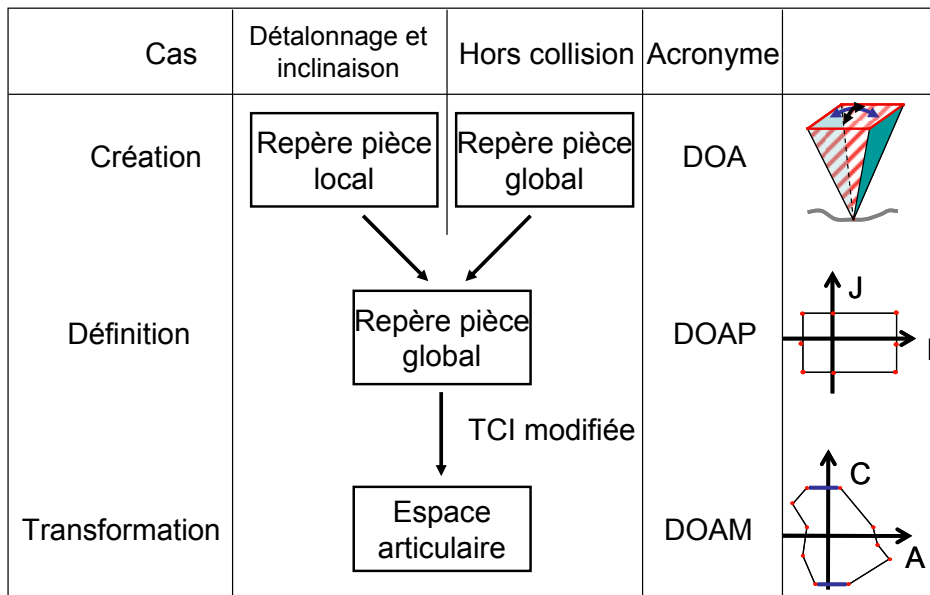 Cas
Détalonnage et
inclinaison
Hors collision
Acronyme
Création
Repère pièce
local
Repère pièce
global
DOA
Définition
Repère pièce
global
DOAP
J
I
TCI modifiée
Transformation
Espace
articulaire
DOAM
C
A